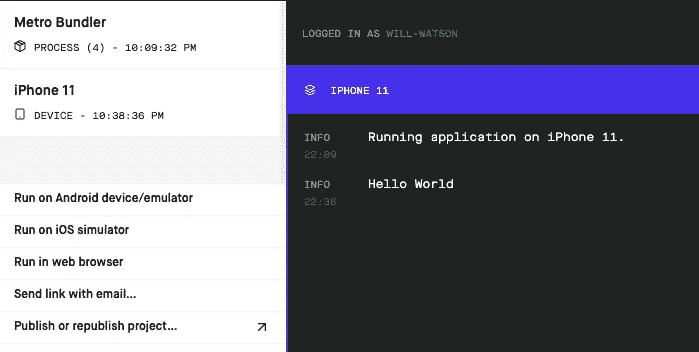 Metro Bundler
PROCESS (4) - 10:09:32 PM
iPhone 11
DEVICE - 10:38:36 PM
Run on Android device/emulator
Run on iOS simulator
Run in web browser
Send link with email...
Publish or republish project...
LOGGED IN AS WILL-WATSON
IPHONE 11
INFO Running application on iPhone 11.
22:09
INFO Hello World
22:38